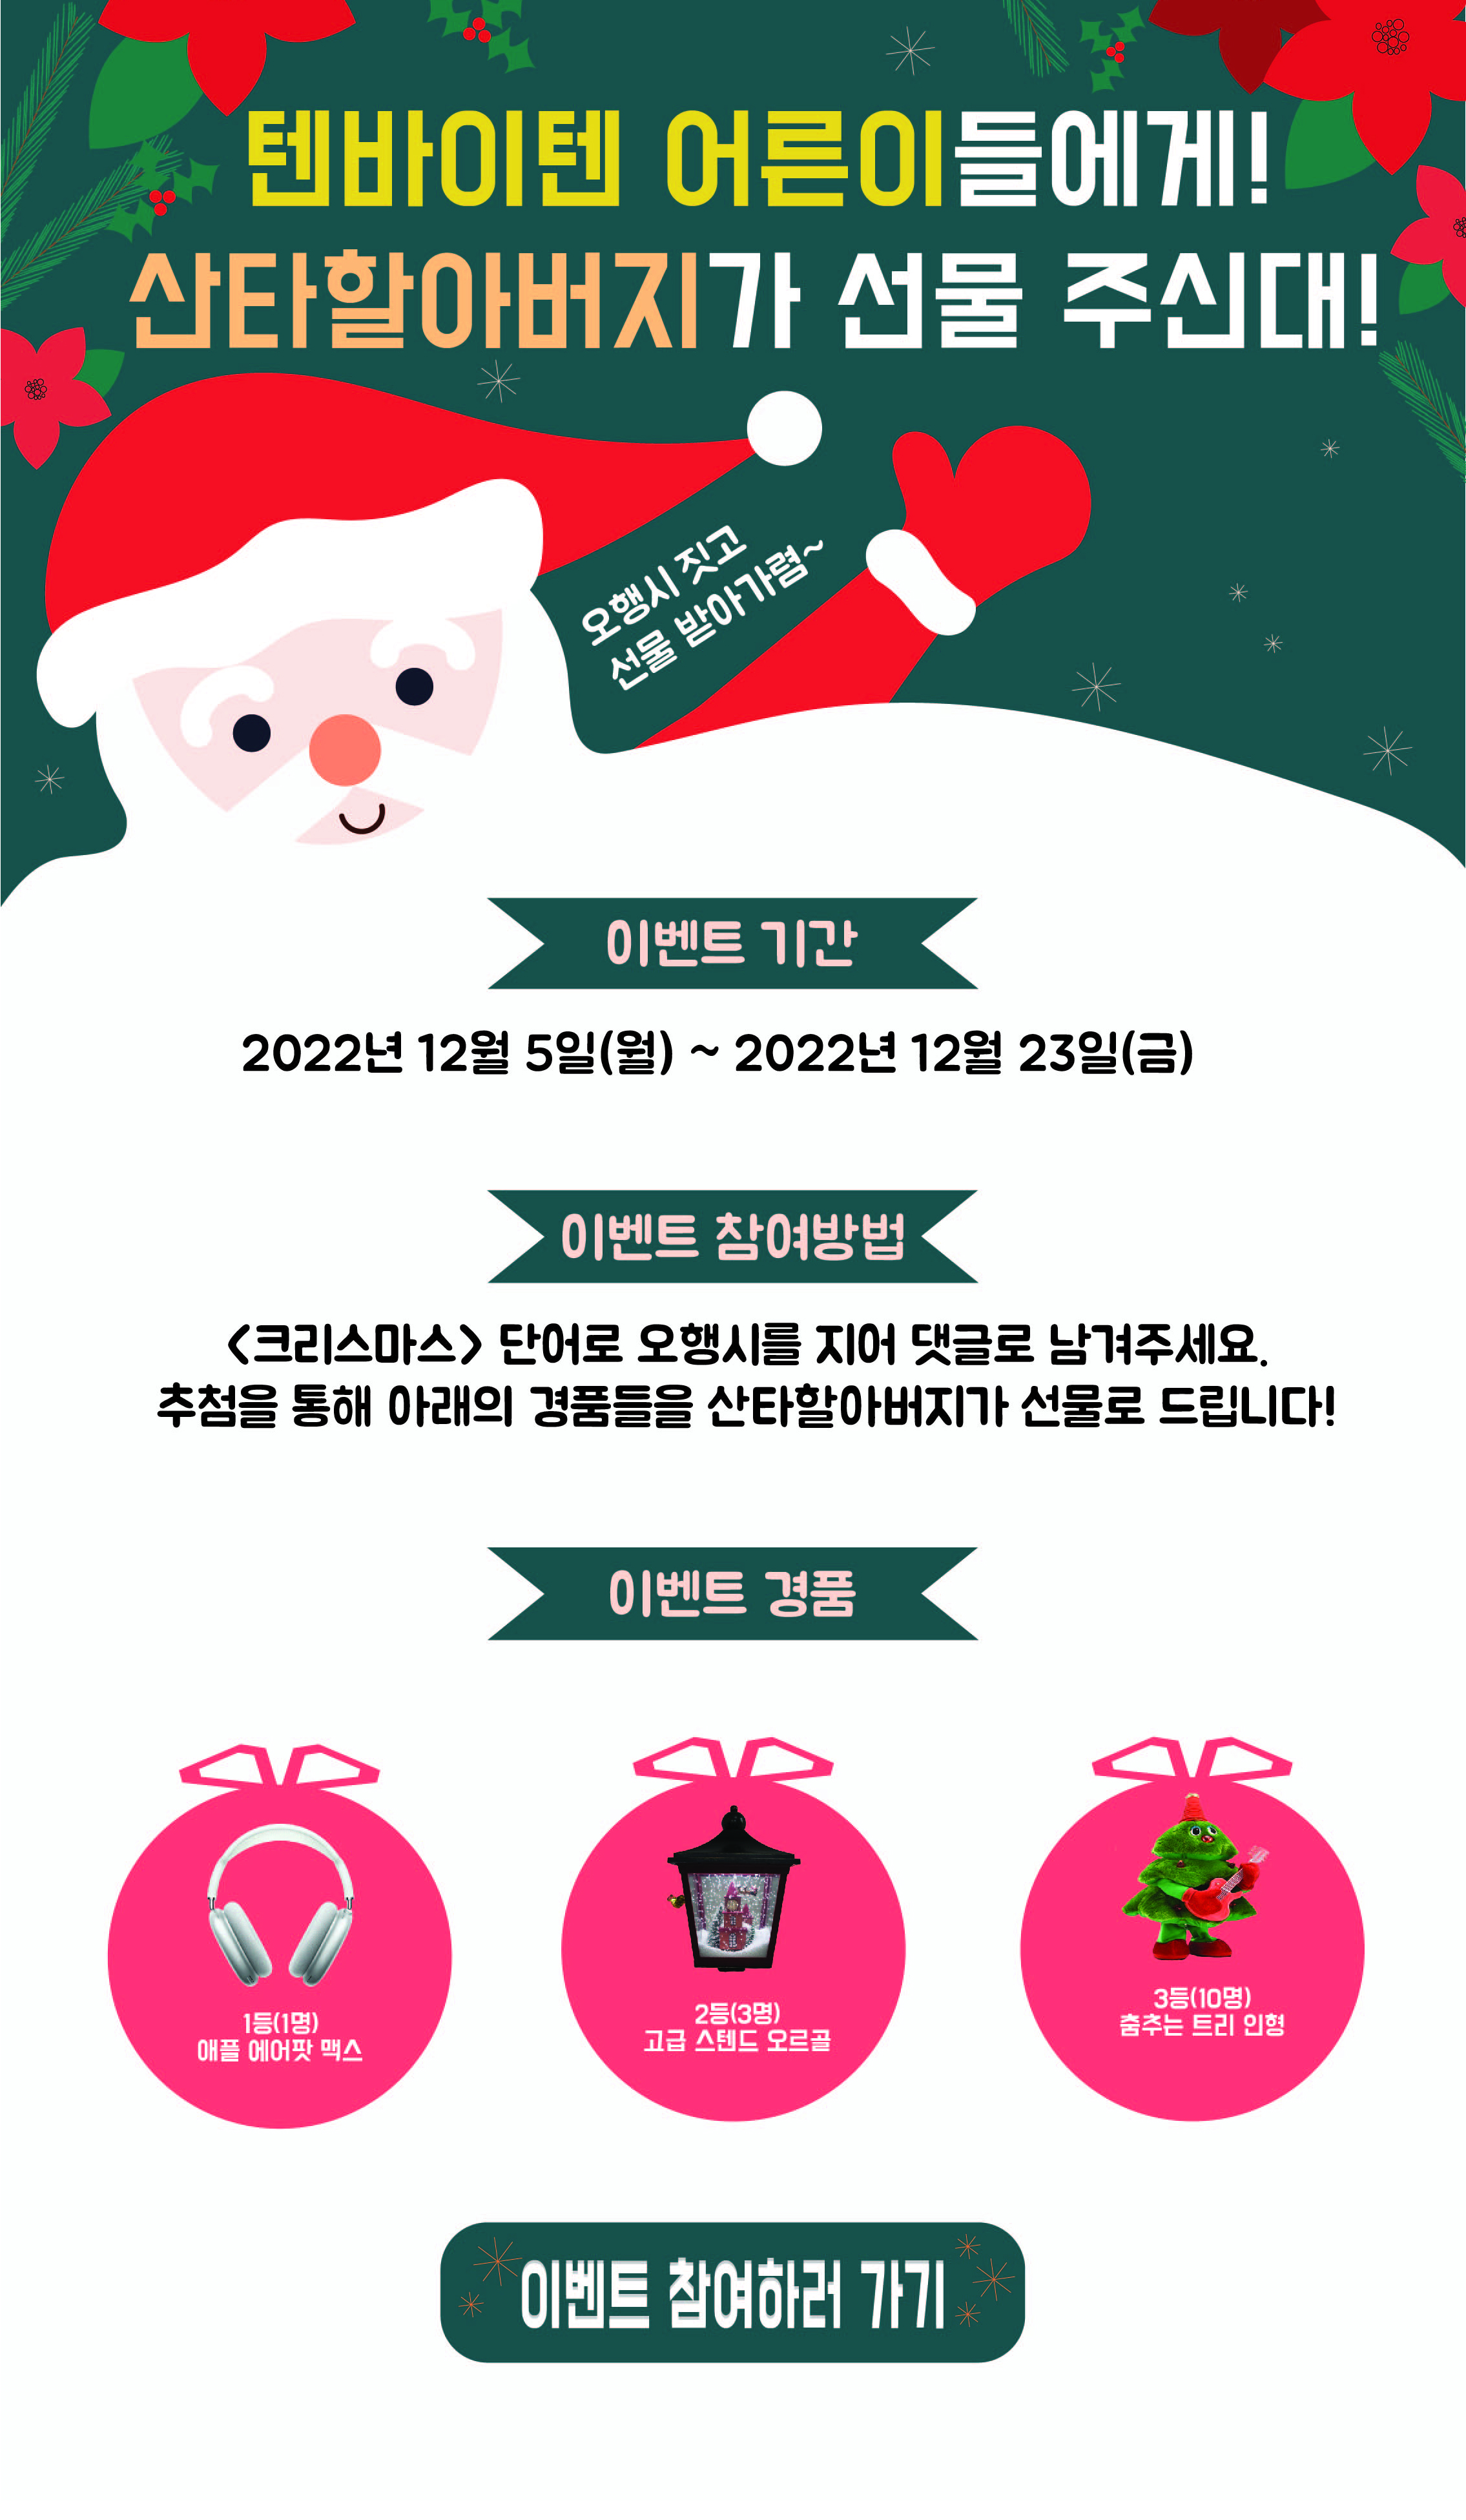 텐바이텐 어른이들에게!
산타할아버지가 선물 주신대!
오행시 짓고
선물 받아가렴~
이벤트 기간
2022년 12월 5일(월) ~ 2022년 12월 23일(금)
이벤트 참여방법
<크리스마스> 단어로 오행시를 지어 댓글로 남겨주세요.
추첨을 통해 아래의 경품들을 산타할아버지가 선물로 드립니다!
이벤트 경품
1등(1명)
애플 에어팟 맥스
2등(3명)
고급 스텐드 오르골
3등(10명)
춤추는 트리 인형
이벤트 참여하러 가기